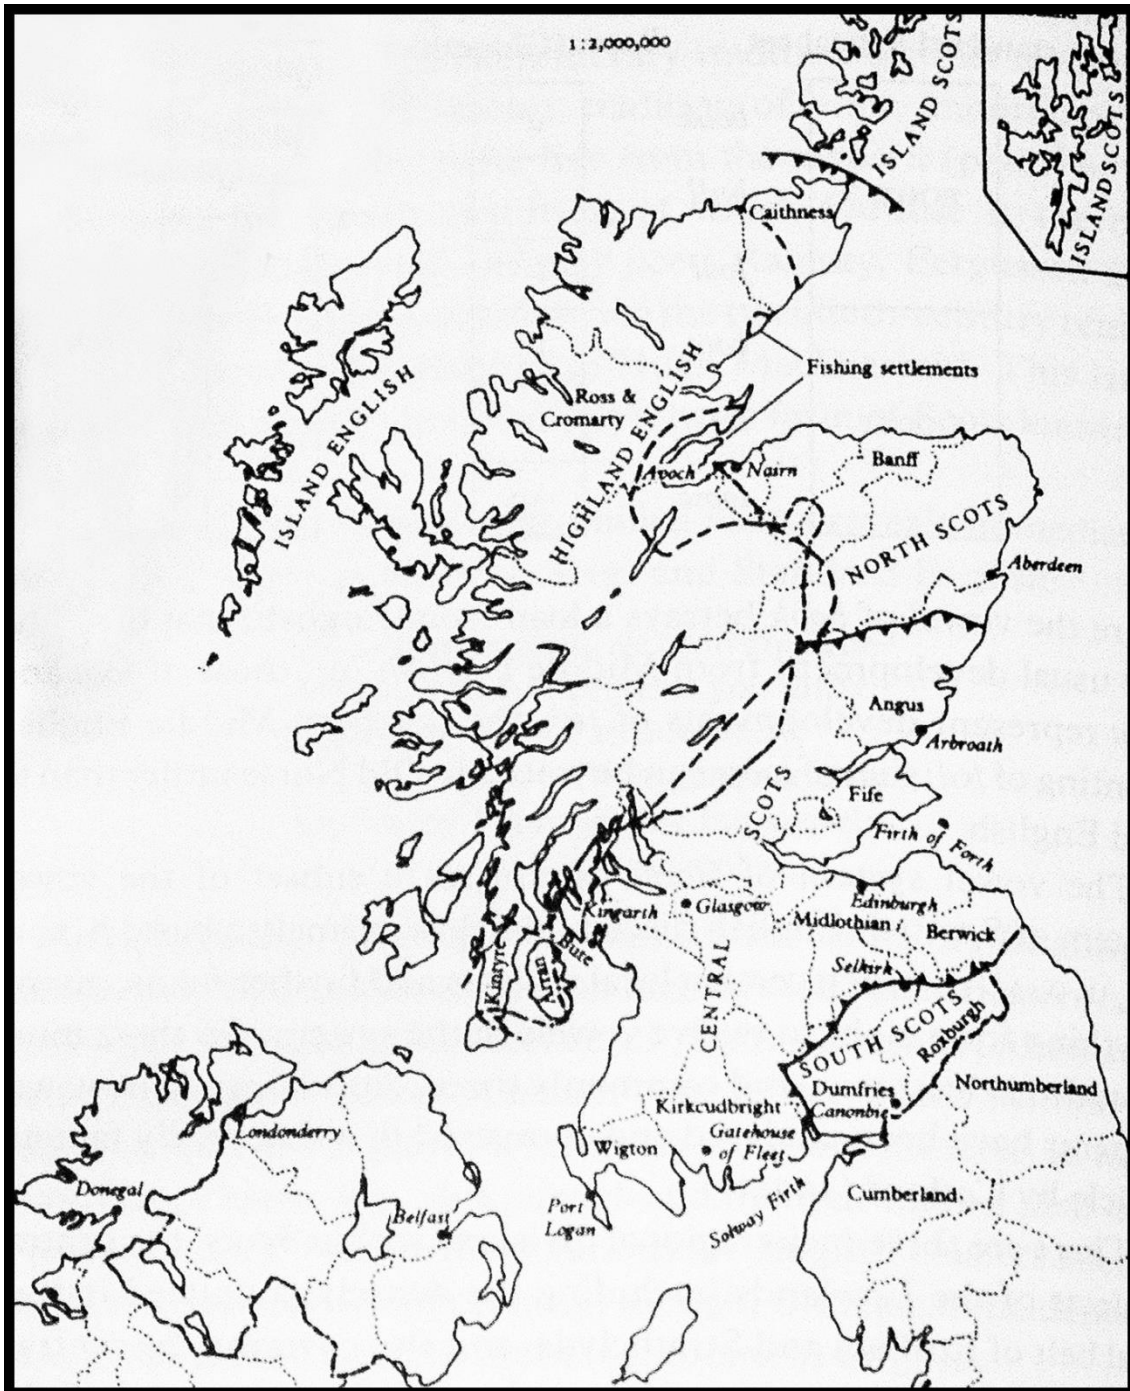 1:2,000,000
ISLAND SCOTS
ISLAND SCOTS
Caithness
Fishing settlements
ISLAND ENGLISH
Ross &
Cromarty
HIGHLAND ENGLISH
Avoch
Nairn
Banff
NORTH SCOTS
Aberdeen
Angus
Arbroath
SCOTS
Fife
Firth of Forth
Kingarth
Glasgow
Edinburgh
Midlothian
Berwick
Bute
Arran
Kintyre
CENTRAL
Selkirk
SOUTH SCOTS
Roxburgh
Dumfries
Canonbie
Northumberland
Kirkcudbright
Gatehouse
of Fleet
Wigton
Port
Logan
Solway Firth
Cumberland
Londonderry
Donegal
Belfast